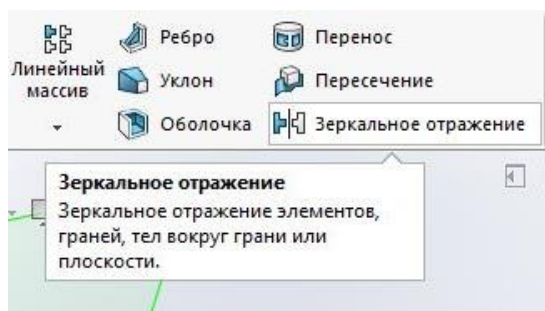 Линейный
массив
Ребро
Уклон
Оболочка
Перенос
Пересечение
Зеркальное отражение
Зеркальное отражение
Зеркальное отражение элементов,
граней, тел вокруг грани или
плоскости.